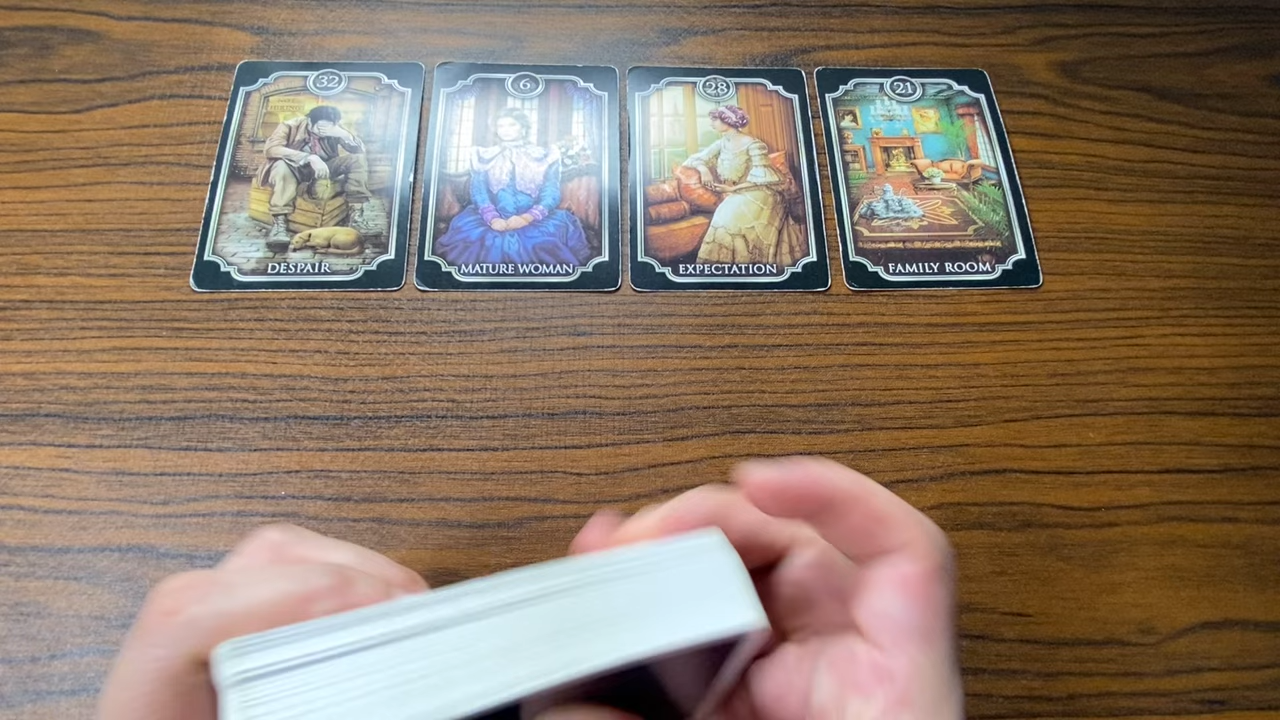 32
DESPAIR
6
MATURE WOMAN
28
EXPECTATION
21
FAMILY ROOM